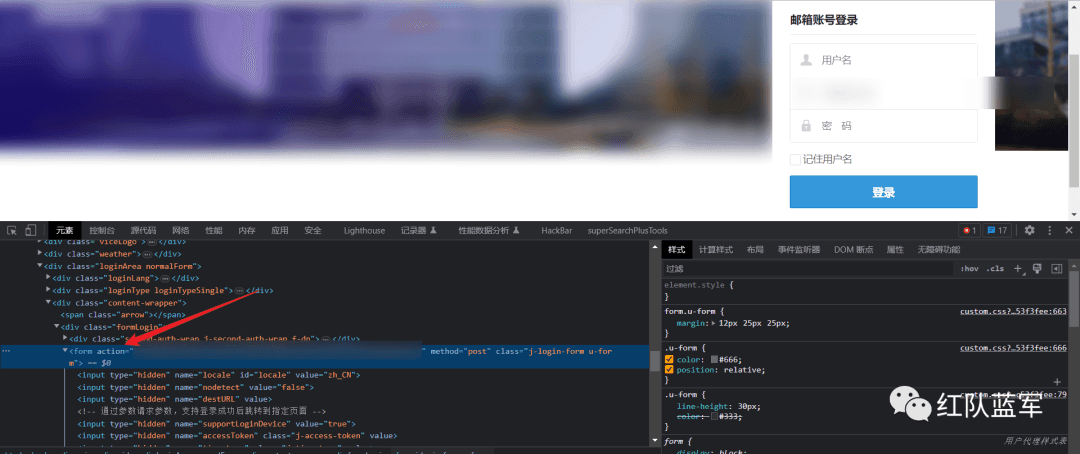 邮箱账号登录
用户名
密 码
记住用户名
登录
元素 控制台 源代码 网络 性能 内存 应用 安全 Lighthouse 记录器 性能数据分析 HackBar superSearchPlusTools 1 17
<div class="viceLogo">…</div>
<div class="weather">…</div>
<div class="loginArea normalForm">
<div class="loginLang">…</div>
<div class="loginType loginTypeSingle">…</div>
<div class="content-wrapper">
<span class="arrow"></span>
<div class="formLogin">
<div class="second-auth-wrap j-second-auth-wrap f-dn">…</div>
<form action=" " method="post" class="j-login-form u-for
m"> == $0
<input type="hidden" name="locale" id="locale" value="zh_CN">
<input type="hidden" name="nodetect" value="false">
<input type="hidden" name="destURL" value>
<!-- 通过参数请求参数，支持登录成功后跳转到指定页面 -->
<input type="hidden" name="supportLoginDevice" value="true">
<input type="hidden" name="accessToken" class="j-access-token" value>
样式 计算样式 布局 事件监听器 DOM 断点 属性 无障碍功能
过滤 :hov .cls
element.style {
}
form.u-form { custom.css?…53f3fee:663
margin: 12px 25px 25px;
}
.u-form { custom.css?…53f3fee:666
color: #666;
position: relative;
}
.u-form {
line-height: 30px;
color: #333;
}
form { 用户代理样式表
display: block;
红队蓝军